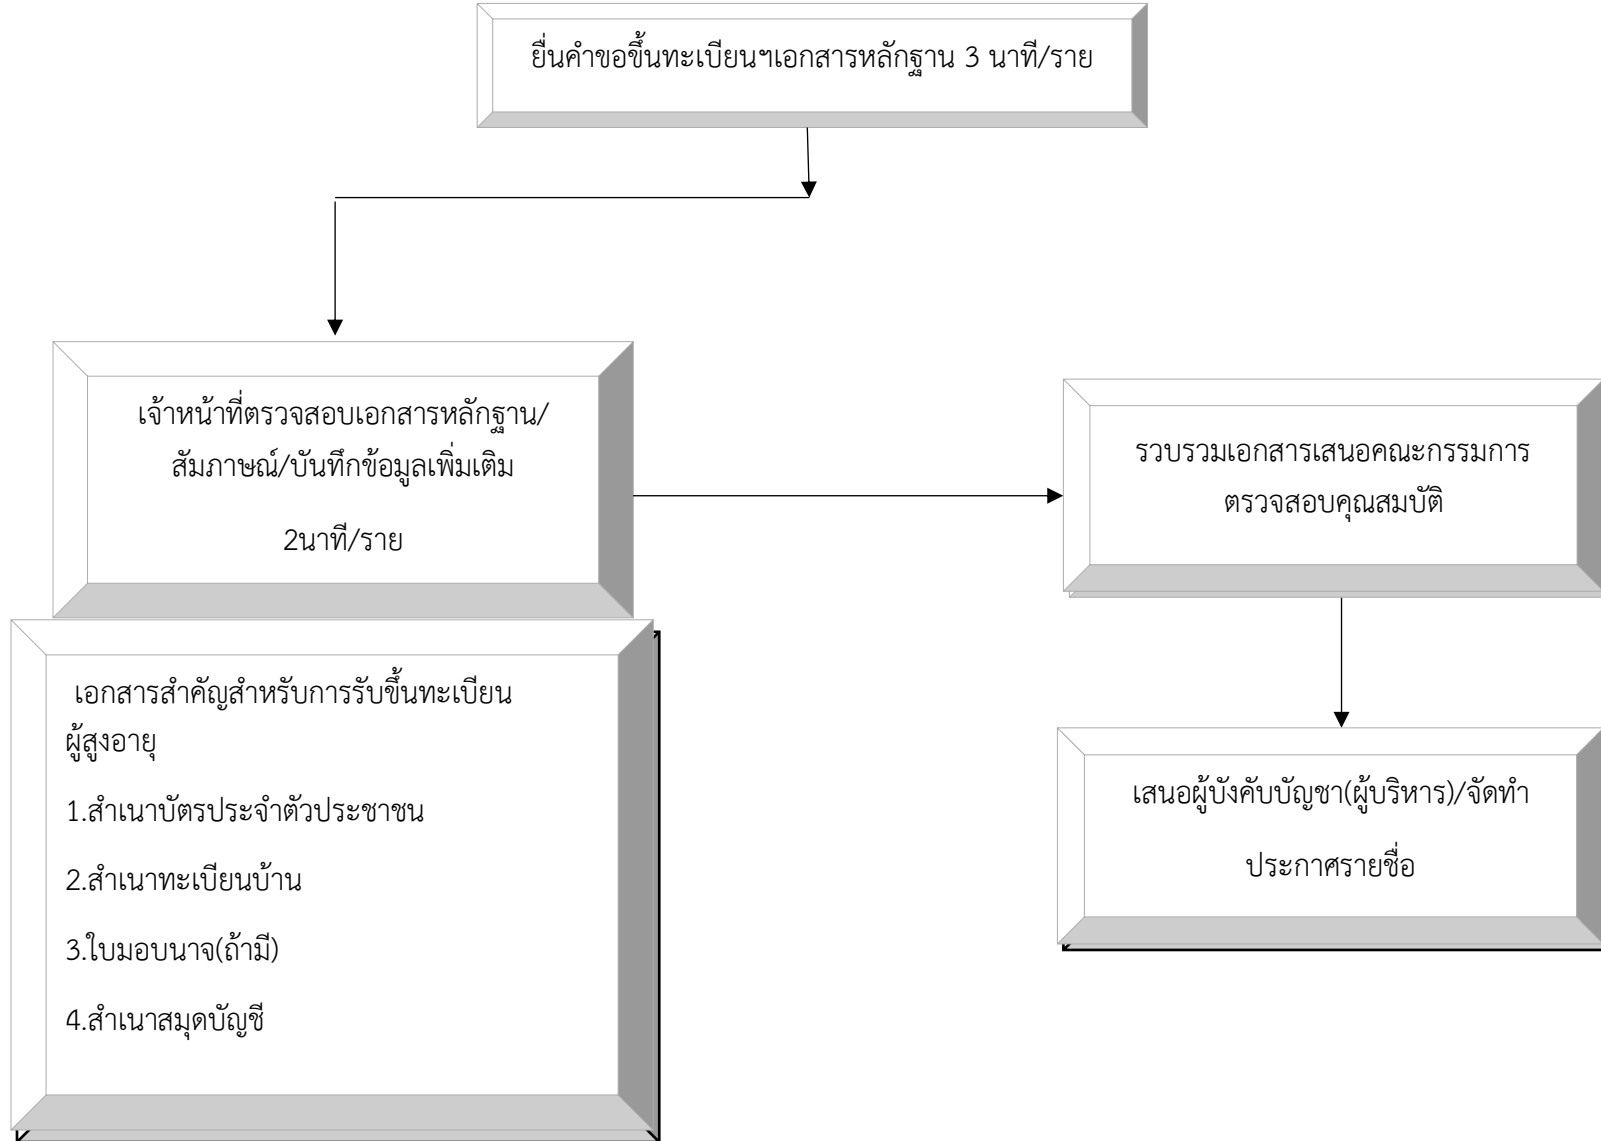 ยื่นคำขอขึ้นทะเบียนฯเอกสารหลักฐาน 3 นาที/ราย
เจ้าหน้าที่ตรวจสอบเอกสารหลักฐาน/
สัมภาษณ์/บันทึกข้อมูลเพิ่มเติม
2นาที/ราย
รวบรวมเอกสารเสนอคณะกรรมการ
ตรวจสอบคุณสมบัติ
เอกสารสำคัญสำหรับการรับขึ้นทะเบียน
ผู้สูงอายุ
1.สำเนาบัตรประจำตัวประชาชน
2.สำเนาทะเบียนบ้าน
3.ใบมอบนาจ(ถ้ามี)
4.สำเนาสมุดบัญชี
เสนอผู้บังคับบัญชา(ผู้บริหาร)/จัดทำ
ประกาศรายชื่อ